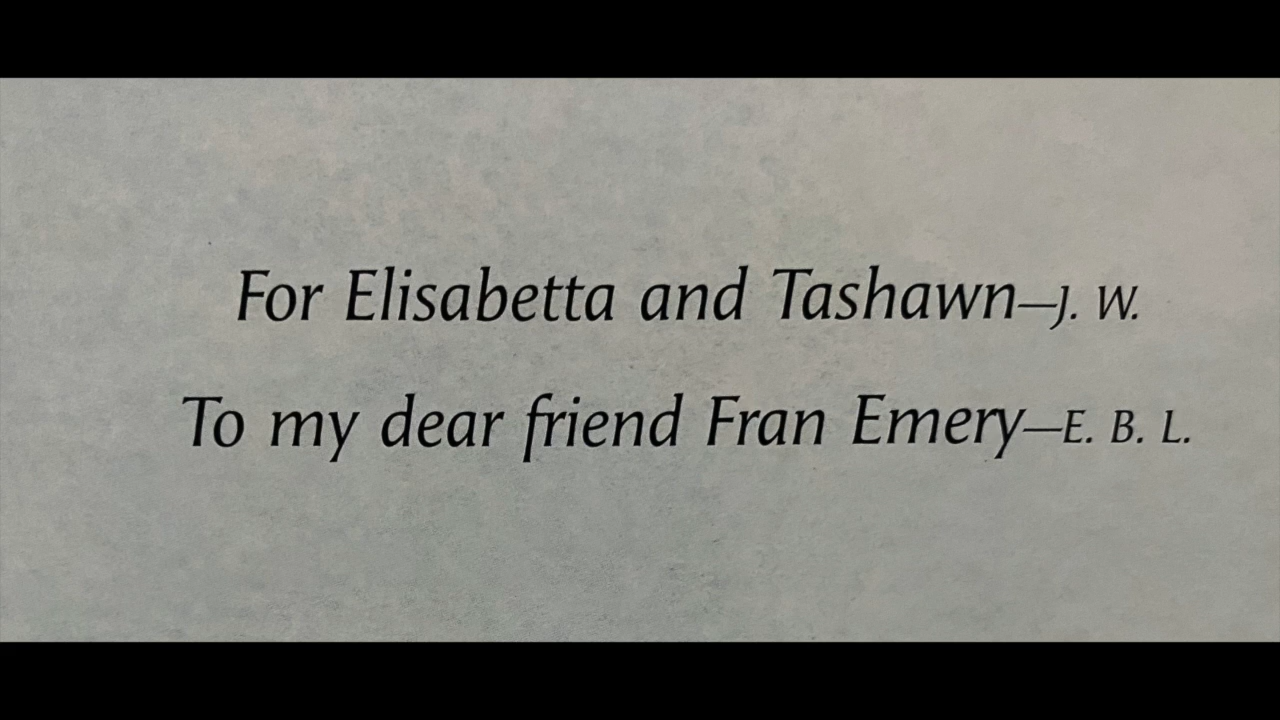 For Elisabetta and Tashawn—J. W.
To my dear friend Fran Emery—E. B. L.